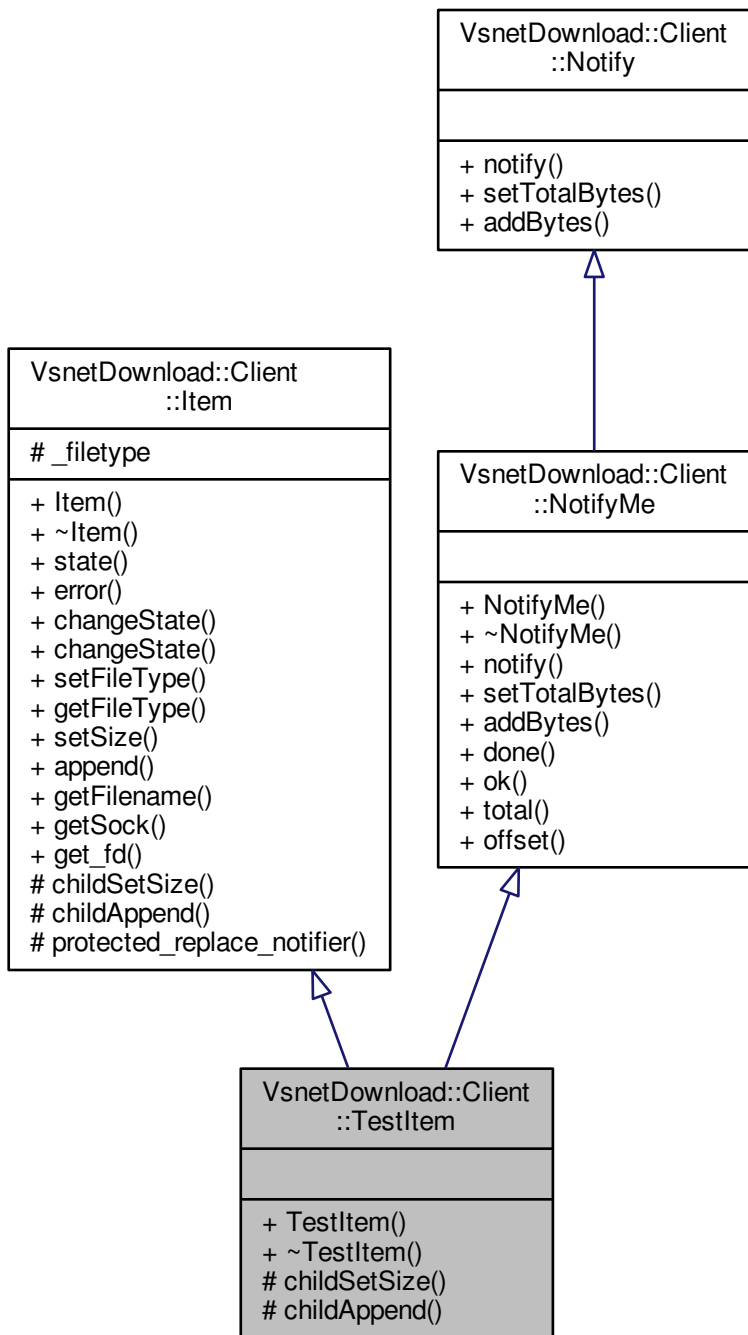 VsnetDownload::Client
::Notify
+ notify()
+ setTotalBytes()
+ addBytes()
VsnetDownload::Client
::Item
# _filetype
+ Item()
+ ~Item()
+ state()
+ error()
+ changeState()
+ changeState()
+ setFileType()
+ getFileType()
+ setSize()
+ append()
+ getFilename()
+ getSock()
+ get_fd()
# childSetSize()
# childAppend()
# protected_replace_notifier()
VsnetDownload::Client
::NotifyMe
+ NotifyMe()
+ ~NotifyMe()
+ notify()
+ setTotalBytes()
+ addBytes()
+ done()
+ ok()
+ total()
+ offset()
VsnetDownload::Client
::TestItem
+ TestItem()
+ ~TestItem()
# childSetSize()
# childAppend()